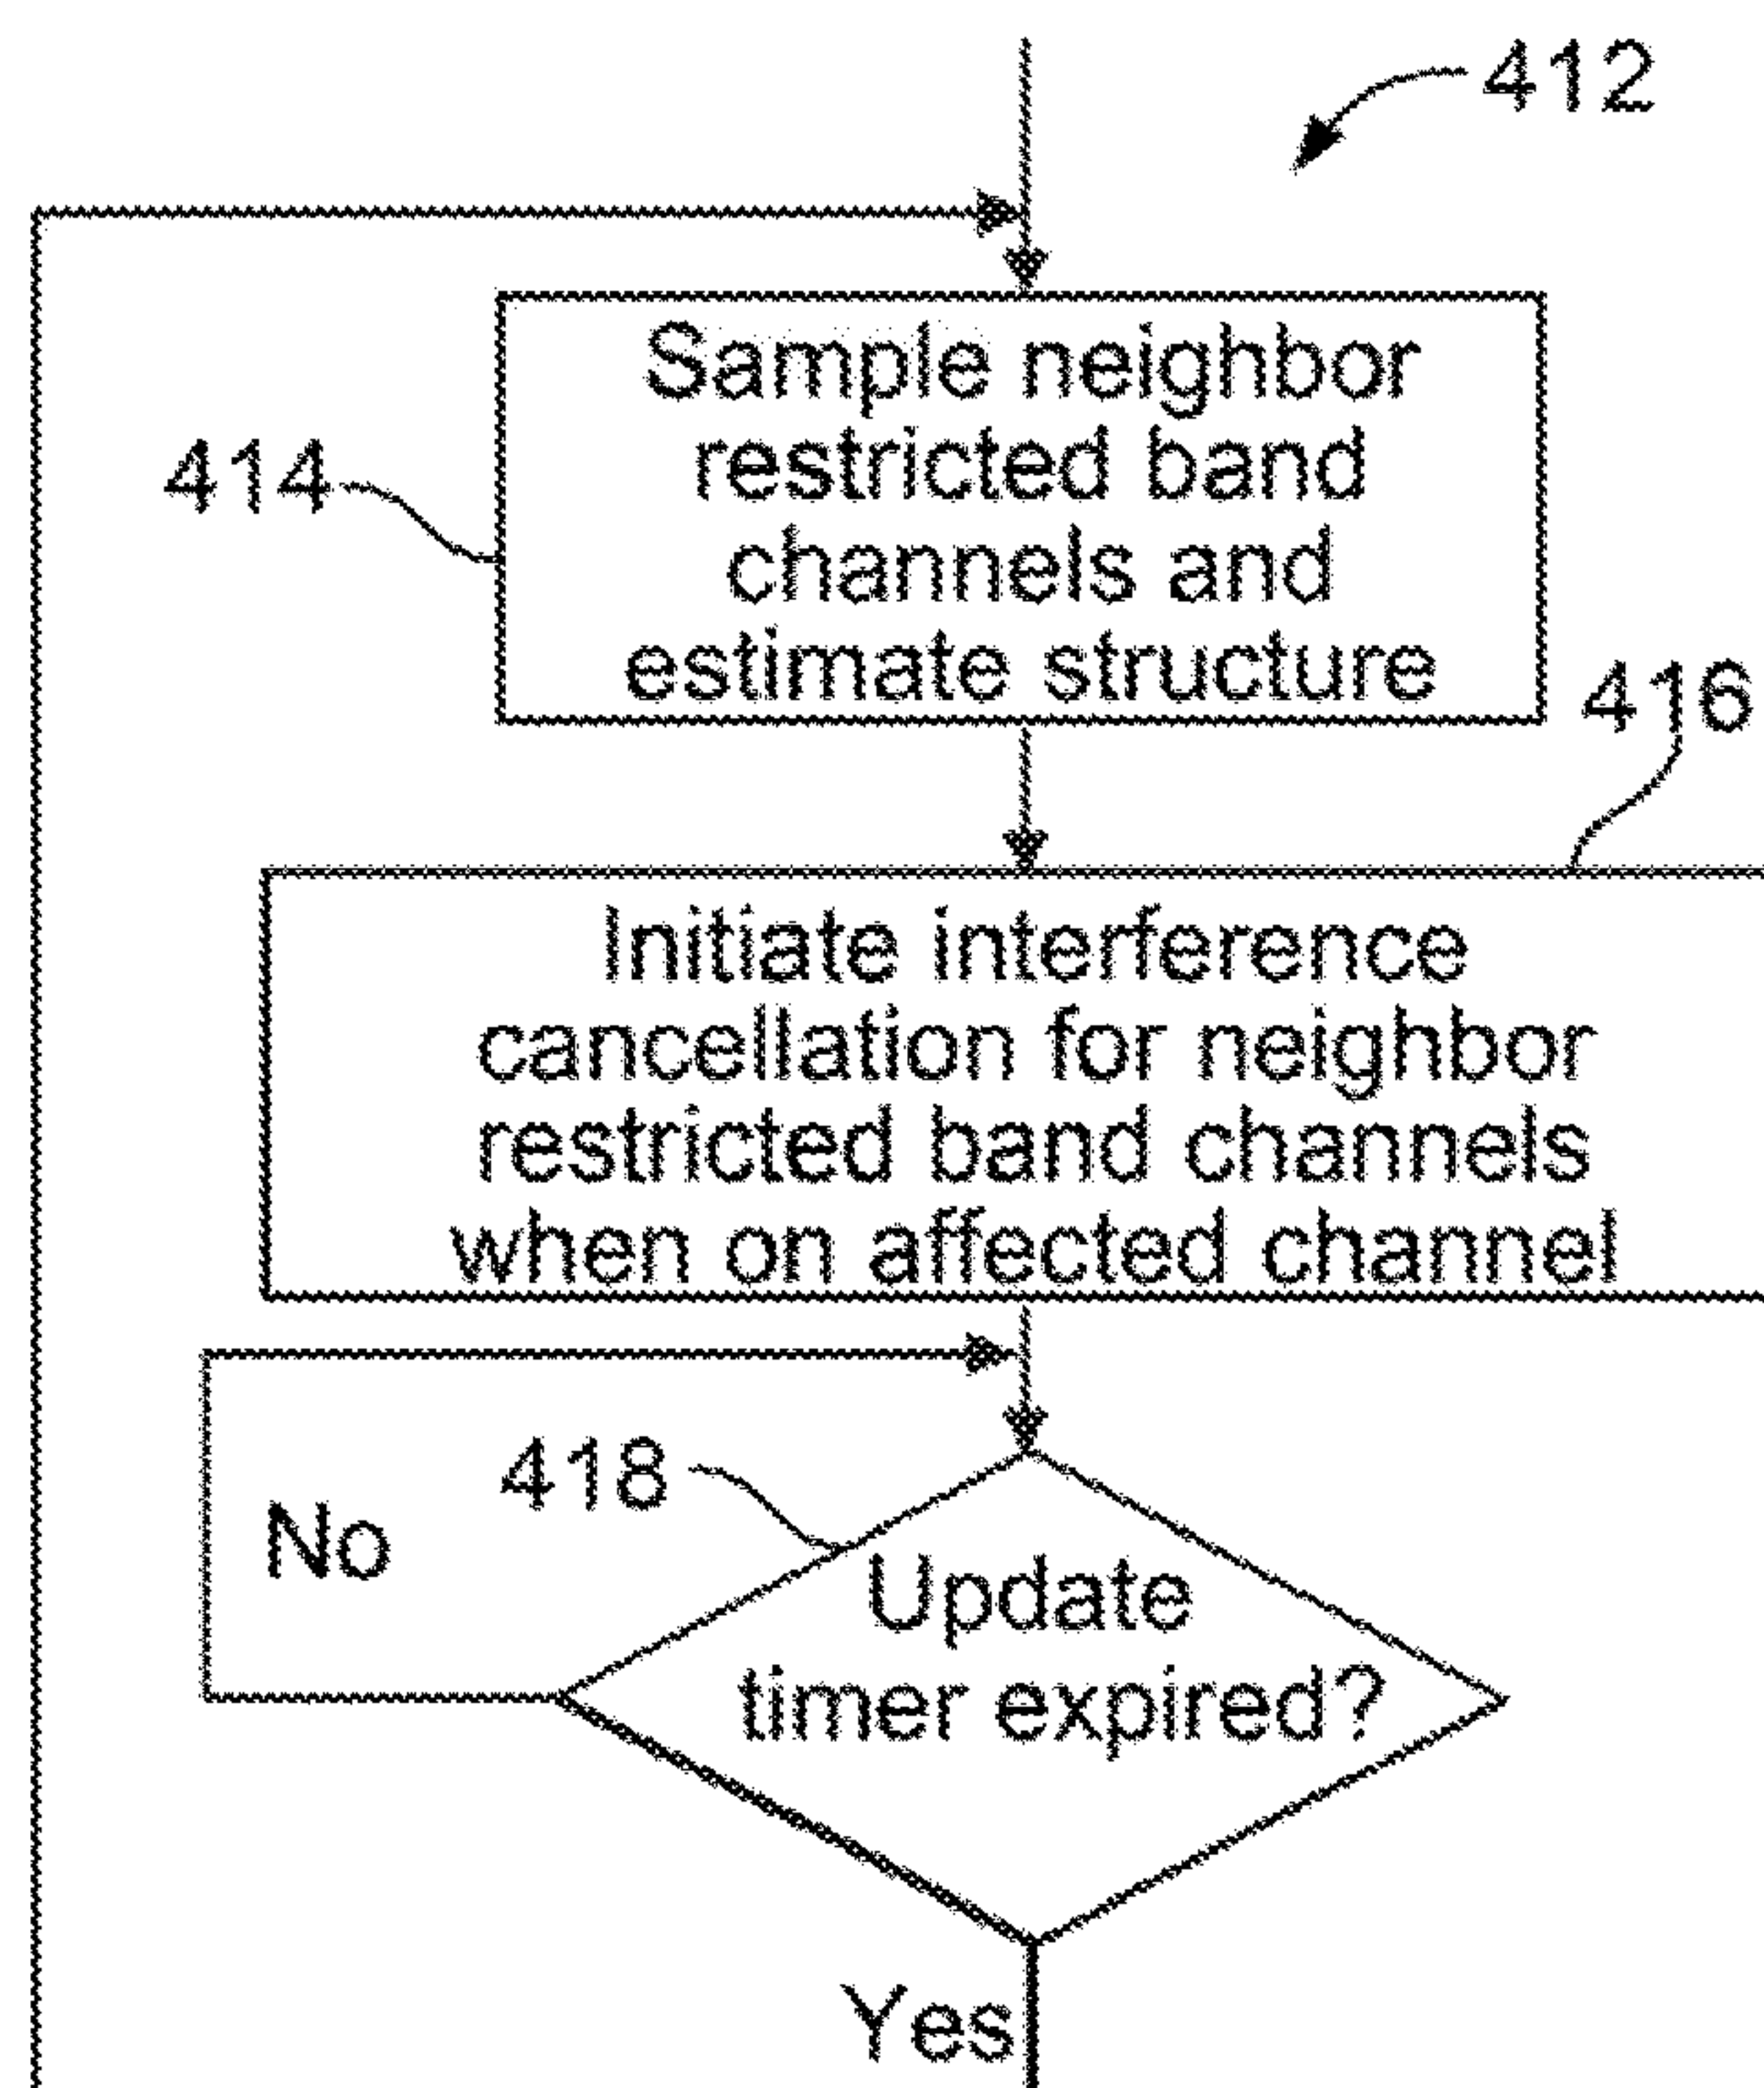 412
Sample neighbor
restricted band
channels and
estimate structure
414
416
Initiate interference
cancellation for neighbor
restricted band channels
when on affected channel
418
No
Update
timer expired?
Yes